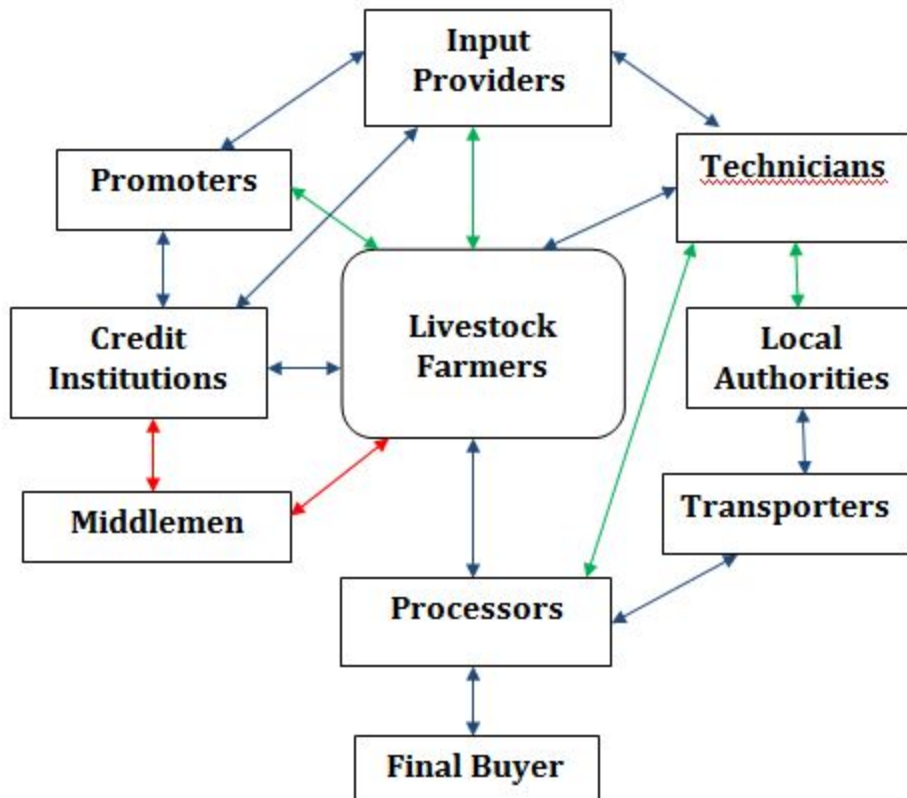 Input
Providers
Promoters
Technicians
Credit
Institutions
Livestock
Farmers
Local
Authorities
Middlemen
Transporters
Processors
Final Buyer